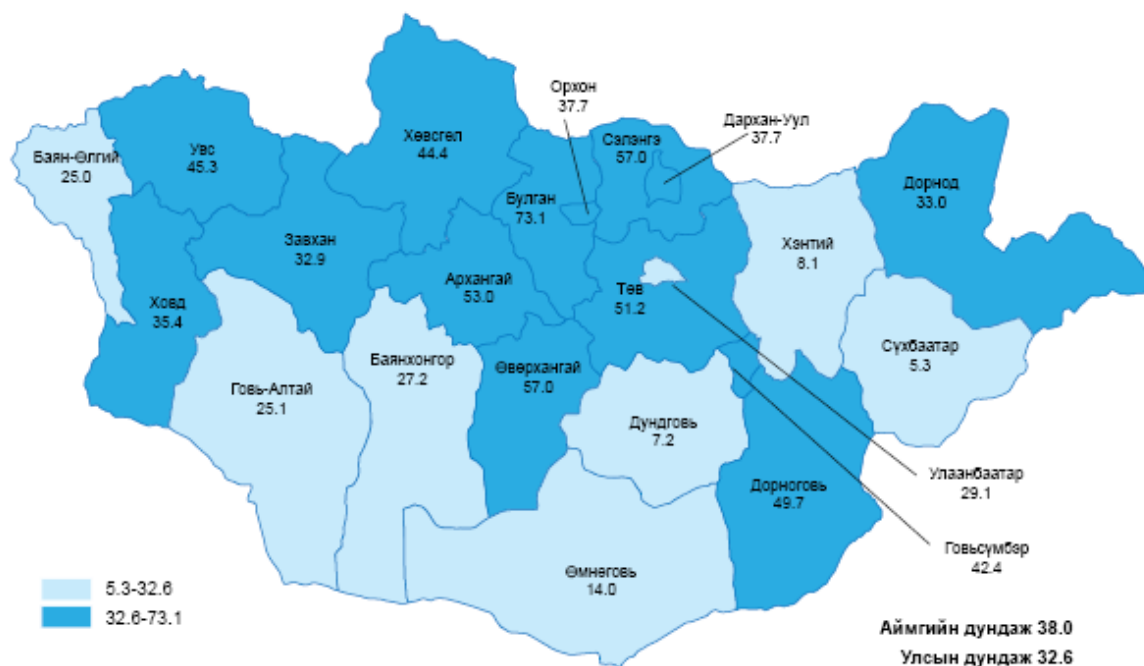 Орхон
37.7
Дархан-Уул
37.7
Баян-Өлгий
25.0
Увс
45.3
Хөвсгөл
44.4
Сэлэнгэ
57.0
Булган
73.1
Дорнод
33.0
Завхан
32.9
Хэнтий
8.1
Архангай
53.0
Төв
51.2
Ховд
35.4
Сүхбаатар
5.3
Баянхонгор
27.2
Өвөрхангай
57.0
Говь-Алтай
25.1
Дундговь
7.2
Улаанбаатар
29.1
Дорноговь
49.7
Говьсүмбэр
42.4
Өмнөговь
14.0
5.3-32.6
32.6-73.1
Аймгийн дундаж 38.0
Улсын дундаж 32.6